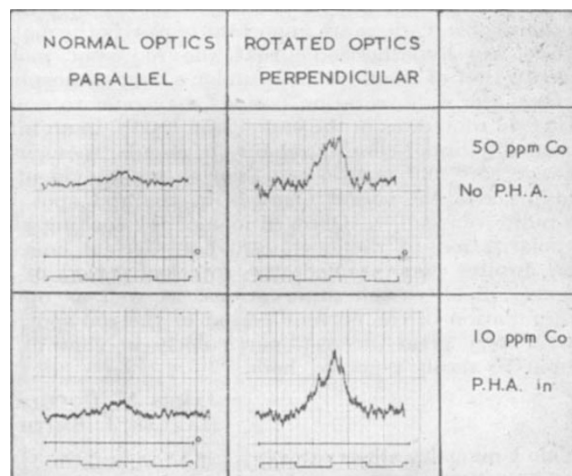 NORMAL OPTICS
PARALLEL
ROTATED OPTICS
PERPENDICULAR
50 ppm Co
No P.H.A.
10 ppm Co
P.H.A. in